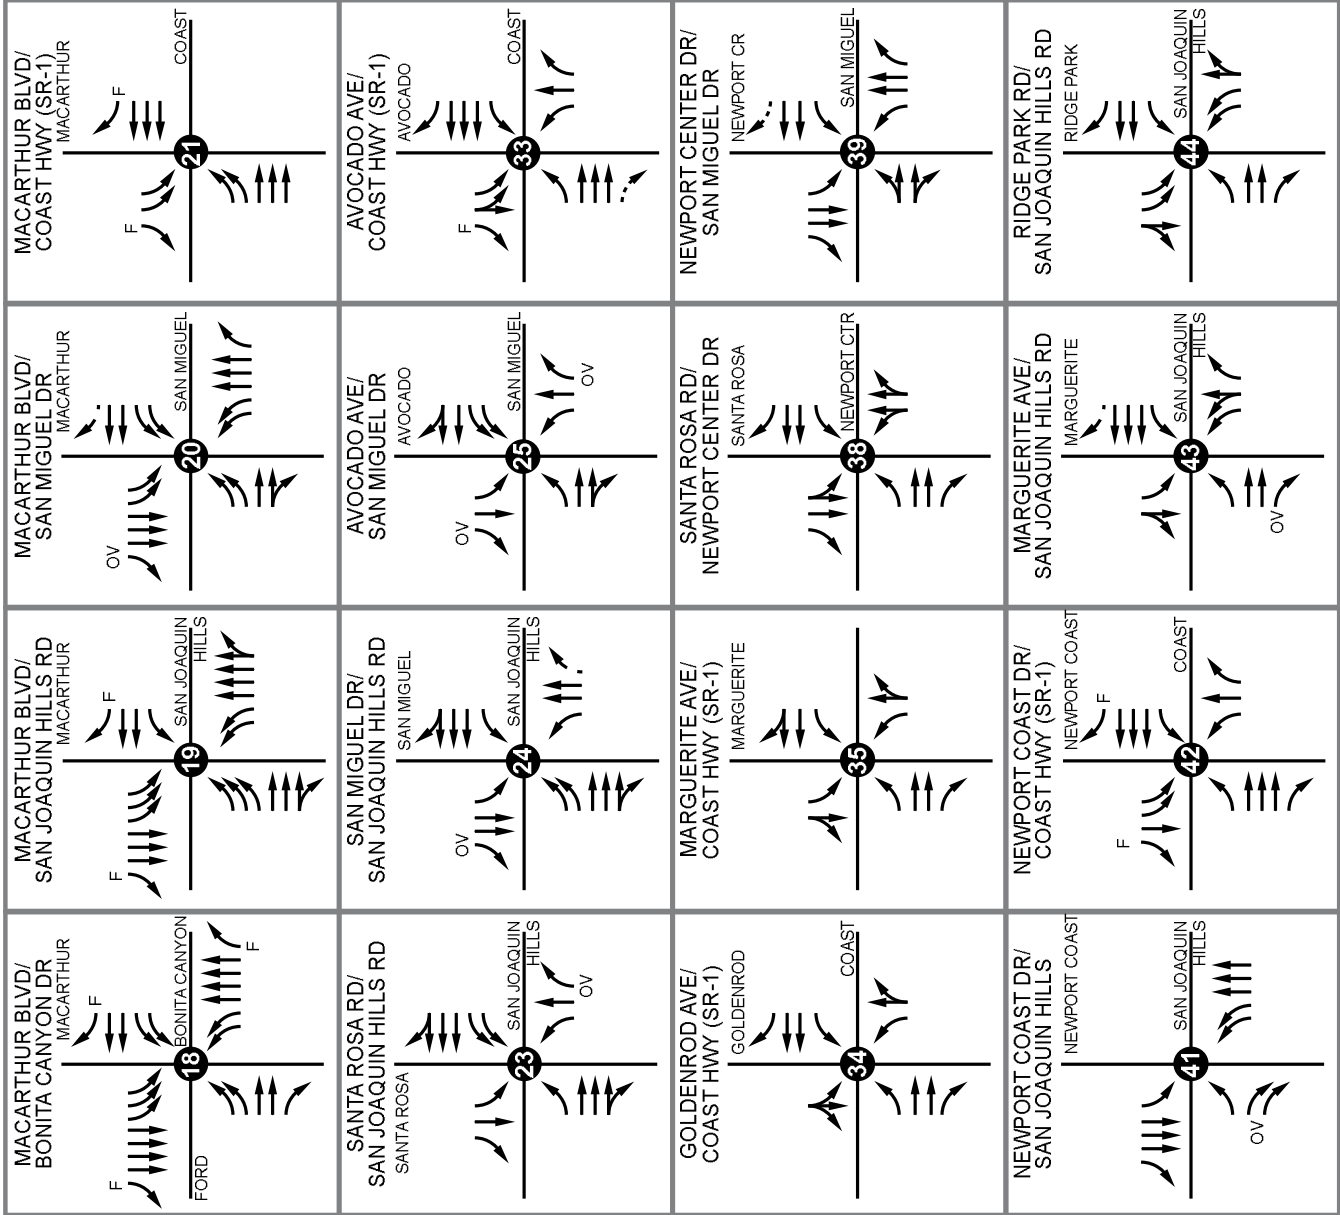 MACARTHUR BLVD/
BONITA CANYON DR
MACARTHUR
F
F
FORD
18
BONITA CANYON
F
MACARTHUR BLVD/
SAN JOAQUIN HILLS RD
MACARTHUR
F
F
19
SAN JOAQUIN
HILLS
MACARTHUR BLVD/
SAN MIGUEL DR
MACARTHUR
OV
20
SAN MIGUEL
MACARTHUR BLVD/
COAST HWY (SR-1)
MACARTHUR
F
F
21
COAST
SANTA ROSA RD/
SAN JOAQUIN HILLS RD
SANTA ROSA
23
SAN JOAQUIN
HILLS
OV
SAN MIGUEL DR/
SAN JOAQUIN HILLS RD
SAN MIGUEL
OV
24
SAN JOAQUIN
HILLS
AVOCADO AVE/
SAN MIGUEL DR
AVOCADO
OV
25
SAN MIGUEL
OV
AVOCADO AVE/
COAST HWY (SR-1)
AVOCADO
F
33
COAST
GOLDENROD AVE/
COAST HWY (SR-1)
GOLDENROD
34
COAST
MARGUERITE AVE/
COAST HWY (SR-1)
MARGUERITE
35
SANTA ROSA RD/
NEWPORT CENTER DR
SANTA ROSA
38
NEWPORT CTR
NEWPORT CENTER DR/
SAN MIGUEL DR
NEWPORT CR
39
SAN MIGUEL
NEWPORT COAST DR/
SAN JOAQUIN HILLS
NEWPORT COAST
41
SAN JOAQUIN
HILLS
OV
NEWPORT COAST DR/
COAST HWY (SR-1)
NEWPORT COAST
F
F
42
COAST
MARGUERITE AVE/
SAN JOAQUIN HILLS RD
MARGUERITE
43
SAN JOAQUIN
HILLS
OV
RIDGE PARK RD/
SAN JOAQUIN HILLS RD
RIDGE PARK
44
SAN JOAQUIN
HILLS